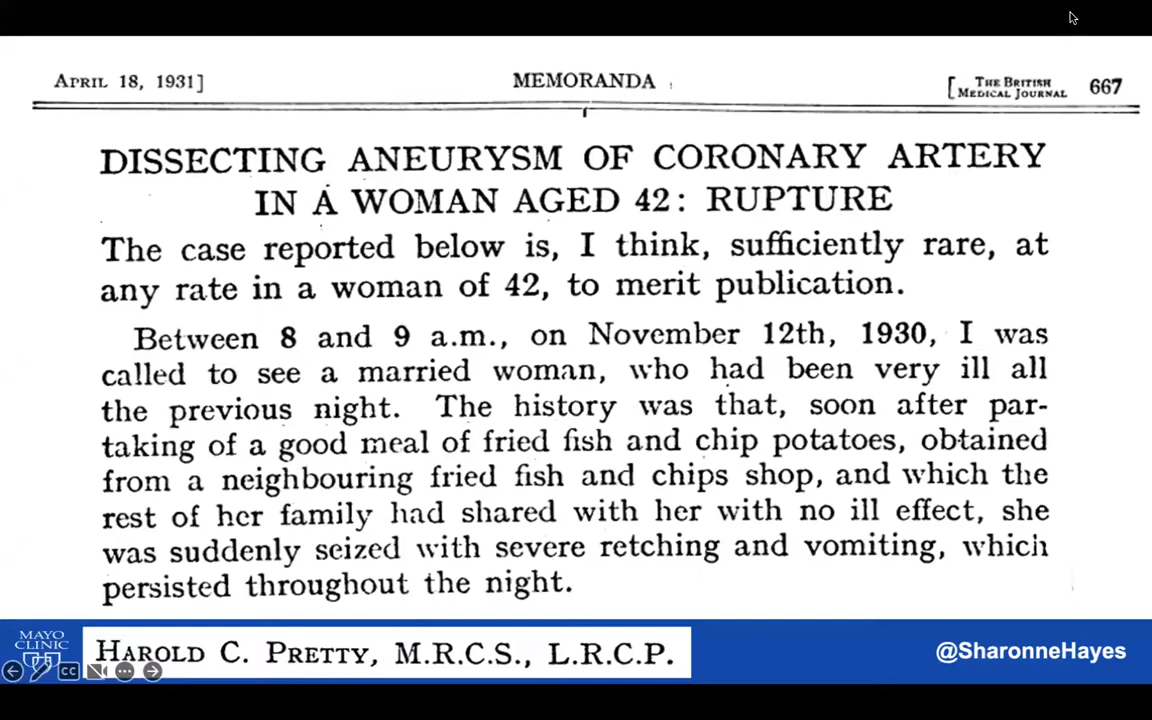 APRIL 18, 1931]
MEMORANDA
[THE BRITISH
MEDICAL JOURNAL
667
DISSECTING ANEURYSM OF CORONARY ARTERY
IN A WOMAN AGED 42: RUPTURE
The case reported below is, I think, sufficiently rare, at
any rate in a woman of 42, to merit publication.
Between 8 and 9 a.m., on November 12th, 1930, I was
called to see a married woman, who had been very ill all
the previous night. The history was that, soon after par-
taking of a good meal of fried fish and chip potatoes, obtained
from a neighbouring fried fish and chips shop, and which the
rest of her family had shared with her with no ill effect, she
was suddenly seized with severe retching and vomiting, which
persisted throughout the night.
MAYO
CLINIC
HAROLD C. PRETTY, M.R.C.S., L.R.C.P.
@SharonneHayes
CC